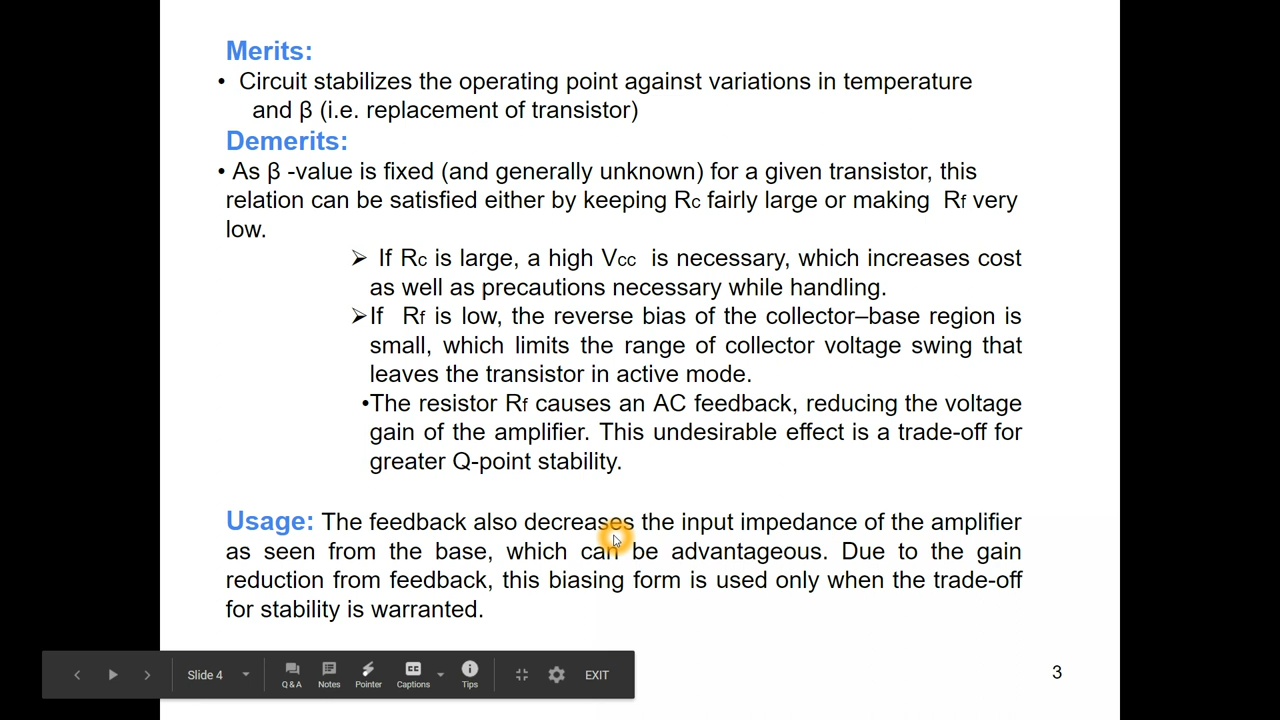 Merits:
• Circuit stabilizes the operating point against variations in temperature
and β (i.e. replacement of transistor)
Demerits:
• As β -value is fixed (and generally unknown) for a given transistor, this
relation can be satisfied either by keeping Rc fairly large or making Rf very
low.
➢ If Rc is large, a high Vcc is necessary, which increases cost
as well as precautions necessary while handling.
➢If Rf is low, the reverse bias of the collector–base region is
small, which limits the range of collector voltage swing that
leaves the transistor in active mode.
•The resistor Rf causes an AC feedback, reducing the voltage
gain of the amplifier. This undesirable effect is a trade-off for
greater Q-point stability.
Usage: The feedback also decreases the input impedance of the amplifier
as seen from the base, which can be advantageous. Due to the gain
reduction from feedback, this biasing form is used only when the trade-off
for stability is warranted.
3
Slide 4
Q & A
Notes
Pointer
CC
Captions
Tips
EXIT